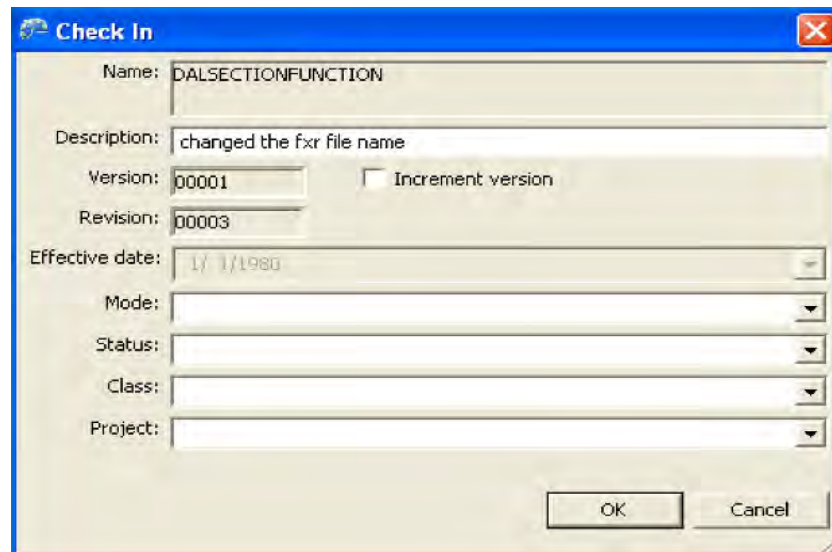 Check In
Name: DALSECTIONFUNCTION
Description: changed the fxr file name
Version: 00001 Increment version
Revision: 00003
Effective date: 1/ 1/1980
Mode:
Status:
Class:
Project:
OK Cancel